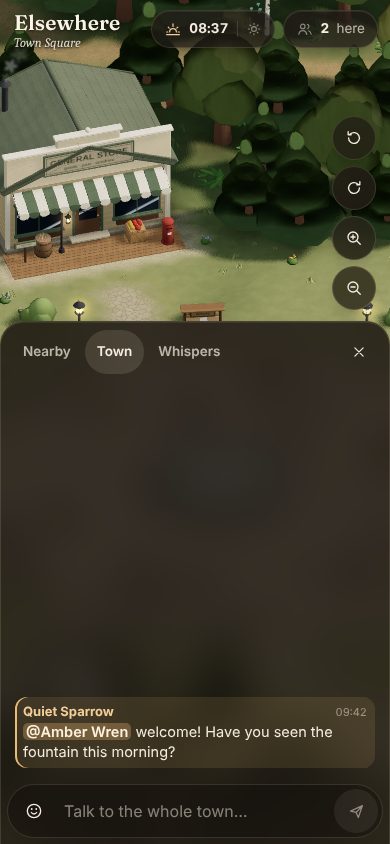 Elsewhere
Town Square
08:37
2 here
GENERAL STORE
Nearby Town Whispers
Quiet Sparrow 09:42
@Amber Wren welcome! Have you seen the
fountain this morning?
Talk to the whole town...